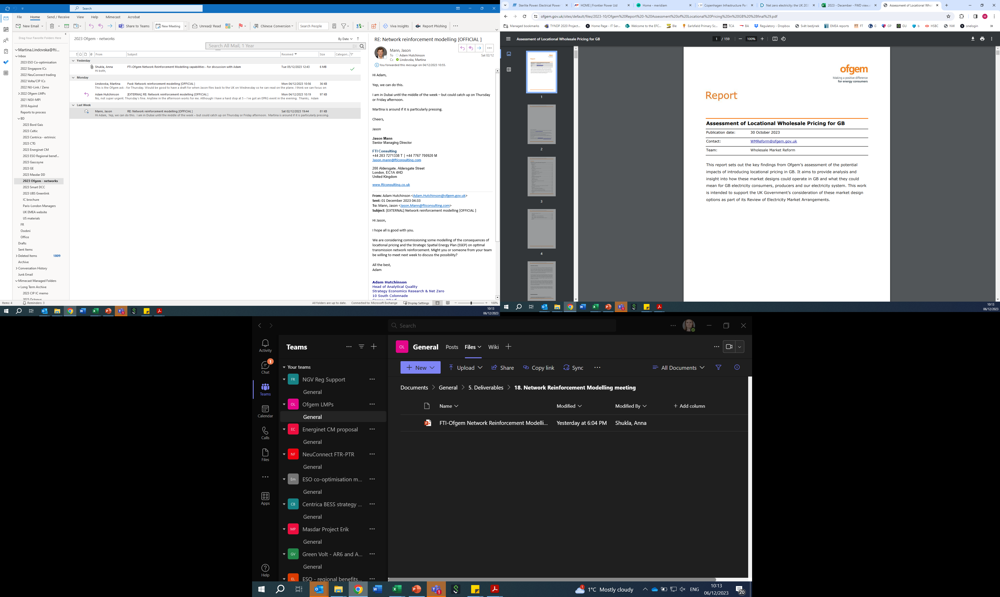 Search
File Home Send / Receive View Help Mimecast Acrobat
New Email Share to Teams New Meeting Unread/ Read Chinese Conversion Search People Viva Insights Report Phishing
Drag Your Favorite Folders Here
Martina.Lindovska@fti...
Inbox
2023 ESO Co-optimisation
2022 Singapore ICs
2022 NeuConnect trading
2022 Volta/CIP ICs
2022 NU-Link / Zeno
2022 Ofgem LMPs
2021 NGV-MPI
2018 Aquind
Reports to process
BD
2023 Bord Gais
2023 Celtic
2023 Centrica - extrinsic
2023 CTG
2023 Energinet CM
2023 ESO Regional benef...
2023 Gascoyne
2023 GE
2023 Masdar DD
2023 Ofgem - networks
2023 Smart DCC
2023 UBS Greenlink
IC brochure
Paris-London Managers
UK EMEA website
US materials
FR
Osobni
Office
Drafts
Sent Items
Deleted Items 1809
Archive
Conversation History
Junk Email
Mimecast Managed Folders
Long Term Archive
2023 CIP IC memo
2023 Octopus
Items: 4 Reminders: 3
2023 Ofgem - networks By Date
Search All Mail, 1 Year
From Subject Received Size Categori...
Yesterday
Shukla, Anna FTI-Ofgem Network Reinforcement Modelling capabilities - for discussion with Adam Tue 05/12/2023 12:43 6 MB
Hi both,
Monday
Lindovska, Martina Fwd: Network reinforcement modelling [OFFICIAL ] Mon 04/12/2023 10:56 36 KB
This is the Ofgem ask - for Thursday. Would be good to have a draft for when Jason flies back to the UK on Wednesday so he can read on the plane. I think we can focus on
Adam Hutchinson [EXTERNAL] RE: Network reinforcement modelling [OFFICIAL ] Mon 04/12/2023 10:19 97 KB
No, not super urgent. Thursday's fine. Anytime in the afternoon works for me. Although I have a hard stop at 5 – I've got an EPRG event in the evening. Thanks, Adam
Last Week
Mann, Jason RE: Network reinforcement modelling [OFFICIAL ] Sat 02/12/2023 19:44 81 KB
Hi Adam, Yep, we can do this. I am in Dubai until the middle of the week – but could catch up on Thursday or Friday afternoon. Martina is around if it is particularly pressing.
RE: Network reinforcement modelling [OFFICIAL ]
Mann, Jason
To Adam Hutchinson Sat 02/12
Cc Lindovska, Martina
You forwarded this message on 04/12/2023 10:55.
Hi Adam,
Yep, we can do this.
I am in Dubai until the middle of the week – but could catch up on Thursday
or Friday afternoon.
Martina is around if it is particularly pressing.
Cheers,
Jason
Jason Mann
Senior Managing Director
FTI Consulting
+44 203 7271338 T | +44 7767 700920 M
Jason.mann@fticonsulting.com
200 Aldersgate, Aldersgate Street
London, EC1A 4HD
United Kingdom
www.fticonsulting.co.uk
From: Adam Hutchinson <Adam.Hutchinson@ofgem.gov.uk>
Sent: 01 December 2023 04:33
To: Mann, Jason <Jason.Mann@fticonsulting.com>
Subject: [EXTERNAL] Network reinforcement modelling [OFFICIAL ]
Hi Jason,
I hope all is good with you.
We are considering commissioning some modelling of the consequences of
locational pricing and the Strategic Spatial Energy Plan (SSEP) on optimal
transmission network reinforcement. Might you or someone from your team
be willing to meet next week to discuss the possibility?
All the best,
Adam
Adam Hutchinson
Head of Analytical Quality
Strategy Economics Research & Net Zero
10 South Colonnade
Canary Wharf
All folders are up to date. Connected to: Microsoft Exchange Display Settings 100%
10:13
06/12/2023
Sterlite Power: Electrical Power HOME | Frontier Power Ltd Home - meridiam Copenhagen Infrastructure Part Net zero electricity: the UK 203 2023 - December - FWD view.x Assessment of Locational Whol
ofgem.gov.uk/sites/default/files/2023-10/Ofgem%20Report%20-%20Assessment%20of%20Locational%20Pricing%20in%20GB%20%28final%29.pdf
Managed bookmarks TYNDP 2020 Project... Home Page - IT Ser... Welcome to the EFC... Ble Earlsfield Primary Sc... TCA BA Regulatory - Dropbox Svět bedýnek EMEA reports FT G GP GU b HSBC NW onelogin
Assessment of Locational Wholesale Pricing for GB 1 / 159 100%
1
2
3
4
ofgem
Making a positive difference
for energy consumers
Report
Assessment of Locational Wholesale Pricing for GB
Publication date: 30 October 2023
Contact: WMReform@ofgem.gov.uk
Team: Wholesale Market Reform
This report sets out the key findings from Ofgem's assessment of the potential
impacts of introducing locational pricing in GB. It aims to provide analysis and
insight into how these market designs could operate in GB and what they could
mean for GB electricity consumers, producers and our electricity system. This work
is intended to support the UK Government's consideration of these market design
options as part of its Review of Electricity Market Arrangements.
10:13
06/12/2023
Search
Activity
Chat 1
Teams
Calendar
Calls
Files
Apps
Help
Teams
Your teams
FR NGV Reg Support
General
OL Ofgem LMPs
General
EC Energinet CM proposal
General
NF NeuConnect FTR-PTR
General
Em ESO co-optimisation m...
General
CB Centrica BESS strategy ...
General
MP Masdar Project Erik
General
GV Green Volt - AR6 and A...
General
EL ESO - regional benefits...
OL General Posts Files Wiki
New Upload Share Copy link Sync All Documents
Documents > General > 5. Deliverables > 18. Network Reinforcement Modelling meeting
Name Modified Modified By + Add column
FTI-Ofgem Network Reinforcement Modelli... Yesterday at 6:04 PM Shukla, Anna
1°C Mostly cloudy ENG 10:13
06/12/2023 20